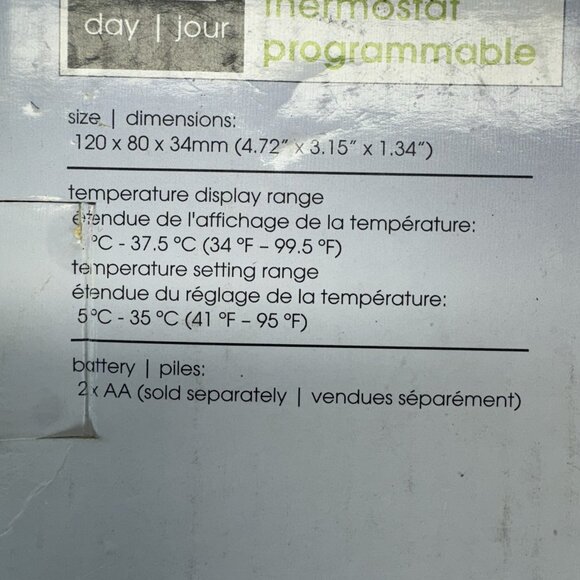 thermostat
day | jour
programmable
size | dimensions:
120 x 80 x 34mm (4.72" x 3.15" x 1.34")
temperature display range
étendue de l'affichage de la température:
°C - 37.5 °C (34 °F – 99.5 °F)
temperature setting range
étendue du réglage de la température:
5°C - 35 °C (41 °F – 95 °F)
battery | piles:
2x AA (sold separately | vendues séparément)